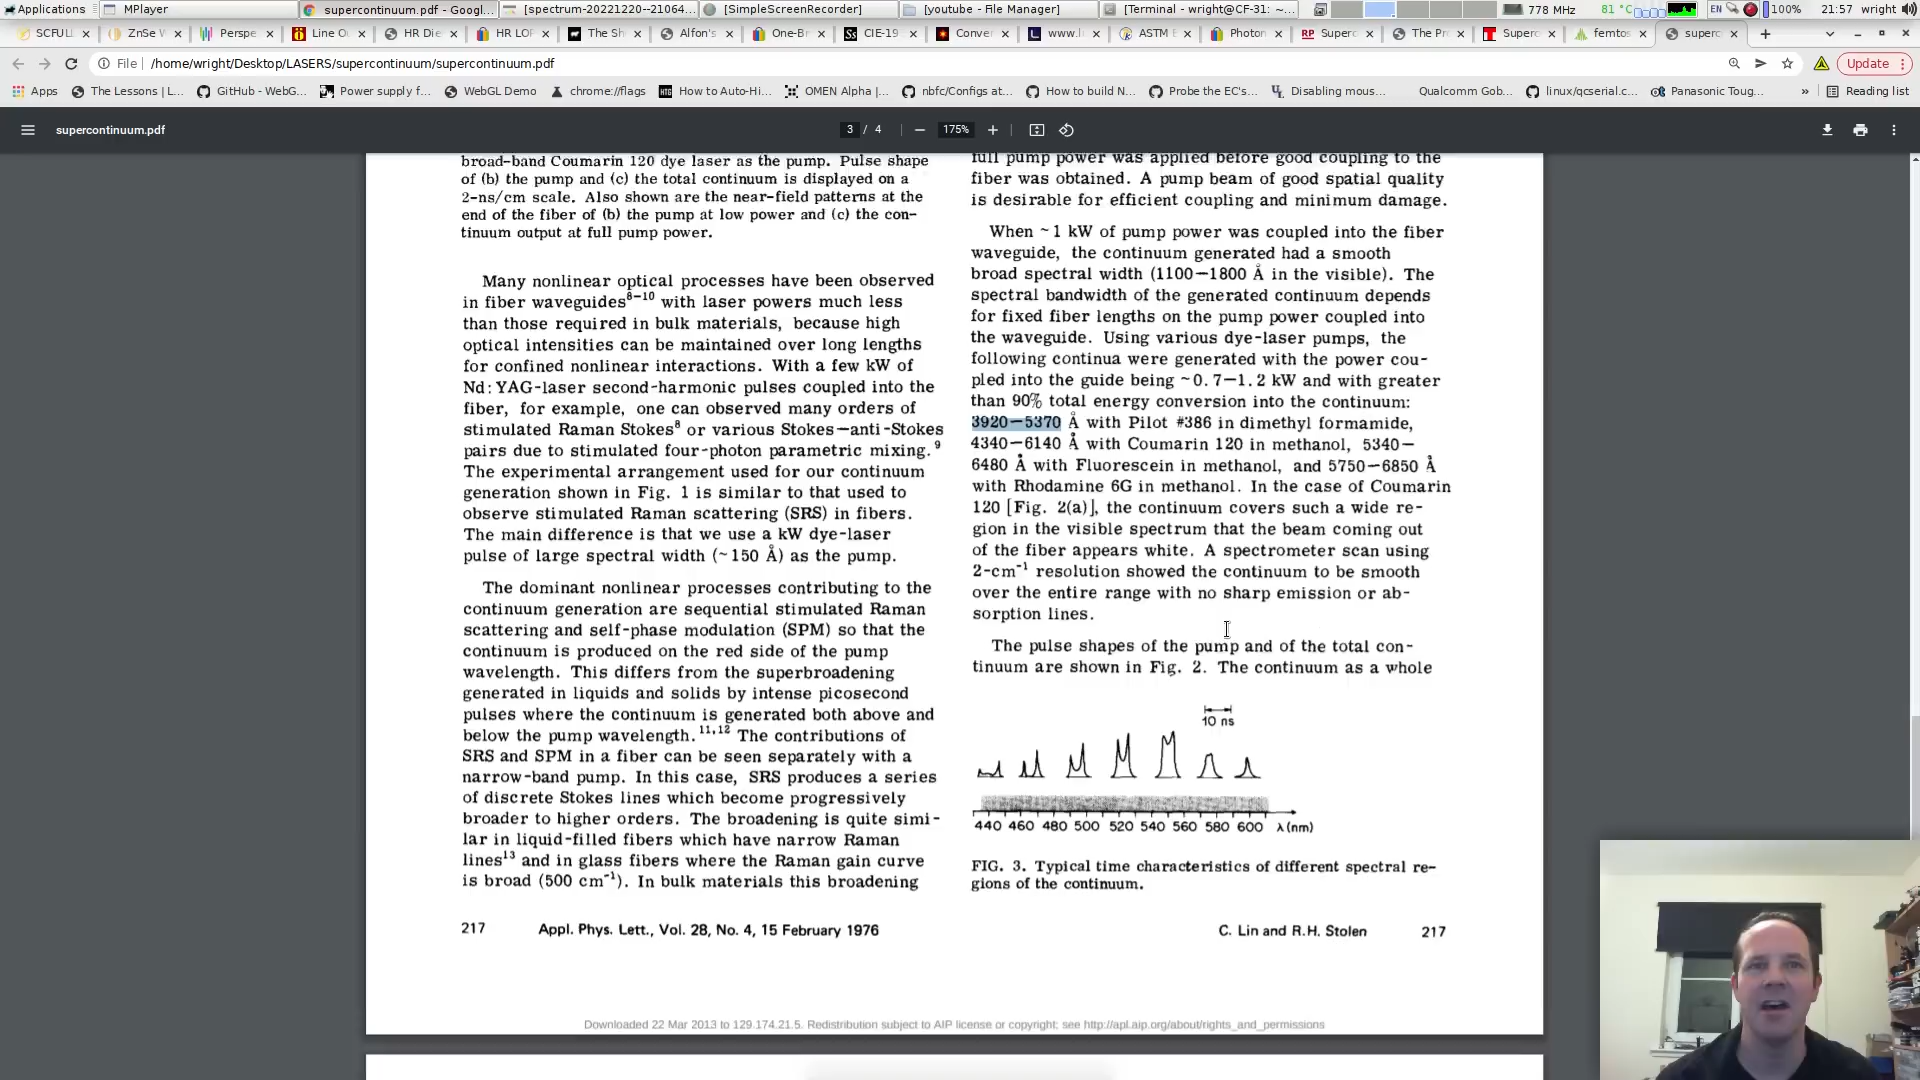 Applications
MPlayer
supercontinuum.pdf - Googl...
[spectrum-20221220--21064...
[SimpleScreenRecorder]
[youtube - File Manager]
[Terminal - wright@CF-31: ~...
778 MHz
81 °C
EN
100%
21:57
wright
SCFULL
ZnSe W
Perspe
Line O
HR Die
HR LOF
The Sh
Alfon's
One-Br
CIE-19
Conver
www.l
ASTM E
Photon
Superc
The Pr
Superc
femtos
superc
File
/home/wright/Desktop/LASERS/supercontinuum/supercontinuum.pdf
Update
Apps
The Lessons | L...
GitHub - WebG...
Power supply f...
WebGL Demo
chrome://flags
How to Auto-Hi...
OMEN Alpha |...
nbfc/Configs at...
How to build N...
Probe the EC's...
Disabling mous...
Qualcomm Gob...
linux/qcserial.c...
Panasonic Toug...
»
Reading list
supercontinuum.pdf
3 / 4
175%
broad-band Coumarin 120 dye laser as the pump. Pulse shape
of (b) the pump and (c) the total continuum is displayed on a
2-ns/cm scale. Also shown are the near-field patterns at the
end of the fiber of (b) the pump at low power and (c) the con-
tinuum output at full pump power.
Many nonlinear optical processes have been observed
in fiber waveguides8-10 with laser powers much less
than those required in bulk materials, because high
optical intensities can be maintained over long lengths
for confined nonlinear interactions. With a few kW of
Nd:YAG-laser second-harmonic pulses coupled into the
fiber, for example, one can observed many orders of
stimulated Raman Stokes8 or various Stokes—anti-Stokes
pairs due to stimulated four-photon parametric mixing.9
The experimental arrangement used for our continuum
generation shown in Fig. 1 is similar to that used to
observe stimulated Raman scattering (SRS) in fibers.
The main difference is that we use a kW dye-laser
pulse of large spectral width (~150 Å) as the pump.
The dominant nonlinear processes contributing to the
continuum generation are sequential stimulated Raman
scattering and self-phase modulation (SPM) so that the
continuum is produced on the red side of the pump
wavelength. This differs from the superbroadening
generated in liquids and solids by intense picosecond
pulses where the continuum is generated both above and
below the pump wavelength.11,12 The contributions of
SRS and SPM in a fiber can be seen separately with a
narrow-band pump. In this case, SRS produces a series
of discrete Stokes lines which become progressively
broader to higher orders. The broadening is quite simi-
lar in liquid-filled fibers which have narrow Raman
lines13 and in glass fibers where the Raman gain curve
is broad (500 cm-1). In bulk materials this broadening
full pump power was applied before good coupling to the
fiber was obtained. A pump beam of good spatial quality
is desirable for efficient coupling and minimum damage.
When ~1 kW of pump power was coupled into the fiber
waveguide, the continuum generated had a smooth
broad spectral width (1100—1800 Å in the visible). The
spectral bandwidth of the generated continuum depends
for fixed fiber lengths on the pump power coupled into
the waveguide. Using various dye-laser pumps, the
following continua were generated with the power cou-
pled into the guide being ~0.7—1.2 kW and with greater
than 90% total energy conversion into the continuum:
3920—5370 Å with Pilot #386 in dimethyl formamide,
4340—6140 Å with Coumarin 120 in methanol, 5340—
6480 Å with Fluorescein in methanol, and 5750—6850 Å
with Rhodamine 6G in methanol. In the case of Coumarin
120 [Fig. 2(a)], the continuum covers such a wide re-
gion in the visible spectrum that the beam coming out
of the fiber appears white. A spectrometer scan using
2-cm-1 resolution showed the continuum to be smooth
over the entire range with no sharp emission or ab-
sorption lines.
The pulse shapes of the pump and of the total con-
tinuum are shown in Fig. 2. The continuum as a whole
10 ns
440 460 480 500 520 540 560 580 600 λ(nm)
FIG. 3. Typical time characteristics of different spectral re-
gions of the continuum.
217 Appl. Phys. Lett., Vol. 28, No. 4, 15 February 1976
C. Lin and R.H. Stolen 217
Downloaded 22 Mar 2013 to 129.174.21.5. Redistribution subject to AIP license or copyright; see http://apl.aip.org/about/rights_and_permissions